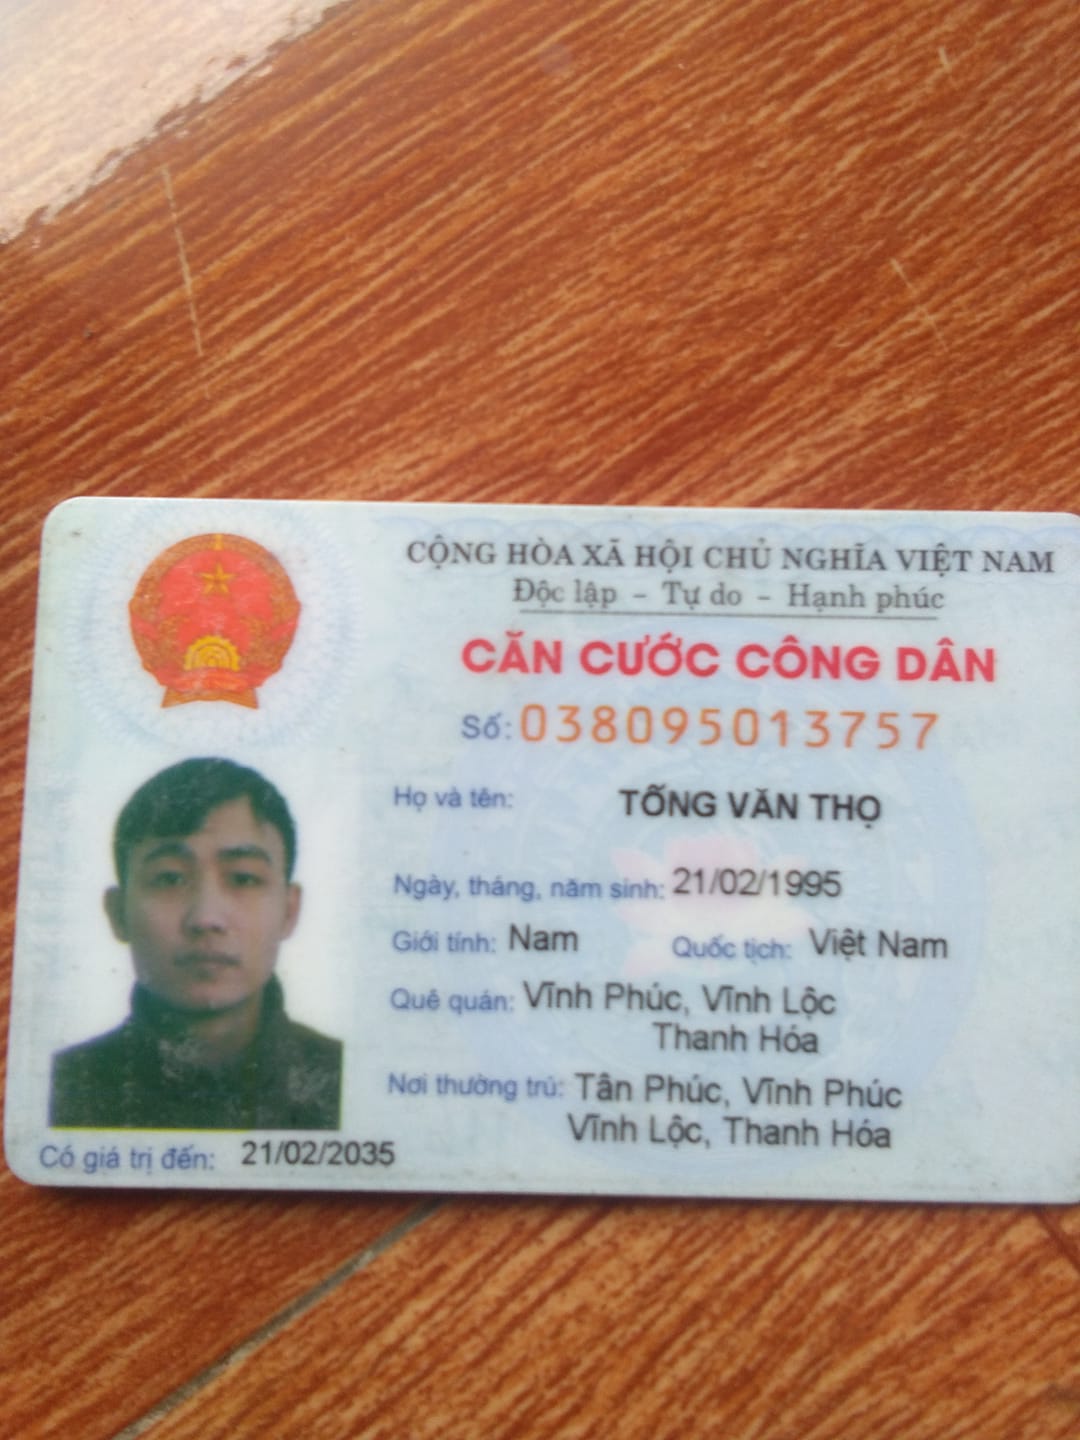 CỘNG HÒA XÃ HỘI CHỦ NGHĨA VIỆT NAM
Độc lập - Tự do - Hạnh phúc
CĂN CƯỚC CÔNG DÂN
Số: 038095013757
Họ và tên: TỐNG VĂN THỌ
Ngày, tháng, năm sinh: 21/02/1995
Giới tính: Nam Quốc tịch: Việt Nam
Quê quán: Vĩnh Phúc, Vĩnh Lộc
Thanh Hóa
Nơi thường trú: Tân Phúc, Vĩnh Phúc
Vĩnh Lộc, Thanh Hóa
Có giá trị đến: 21/02/2035